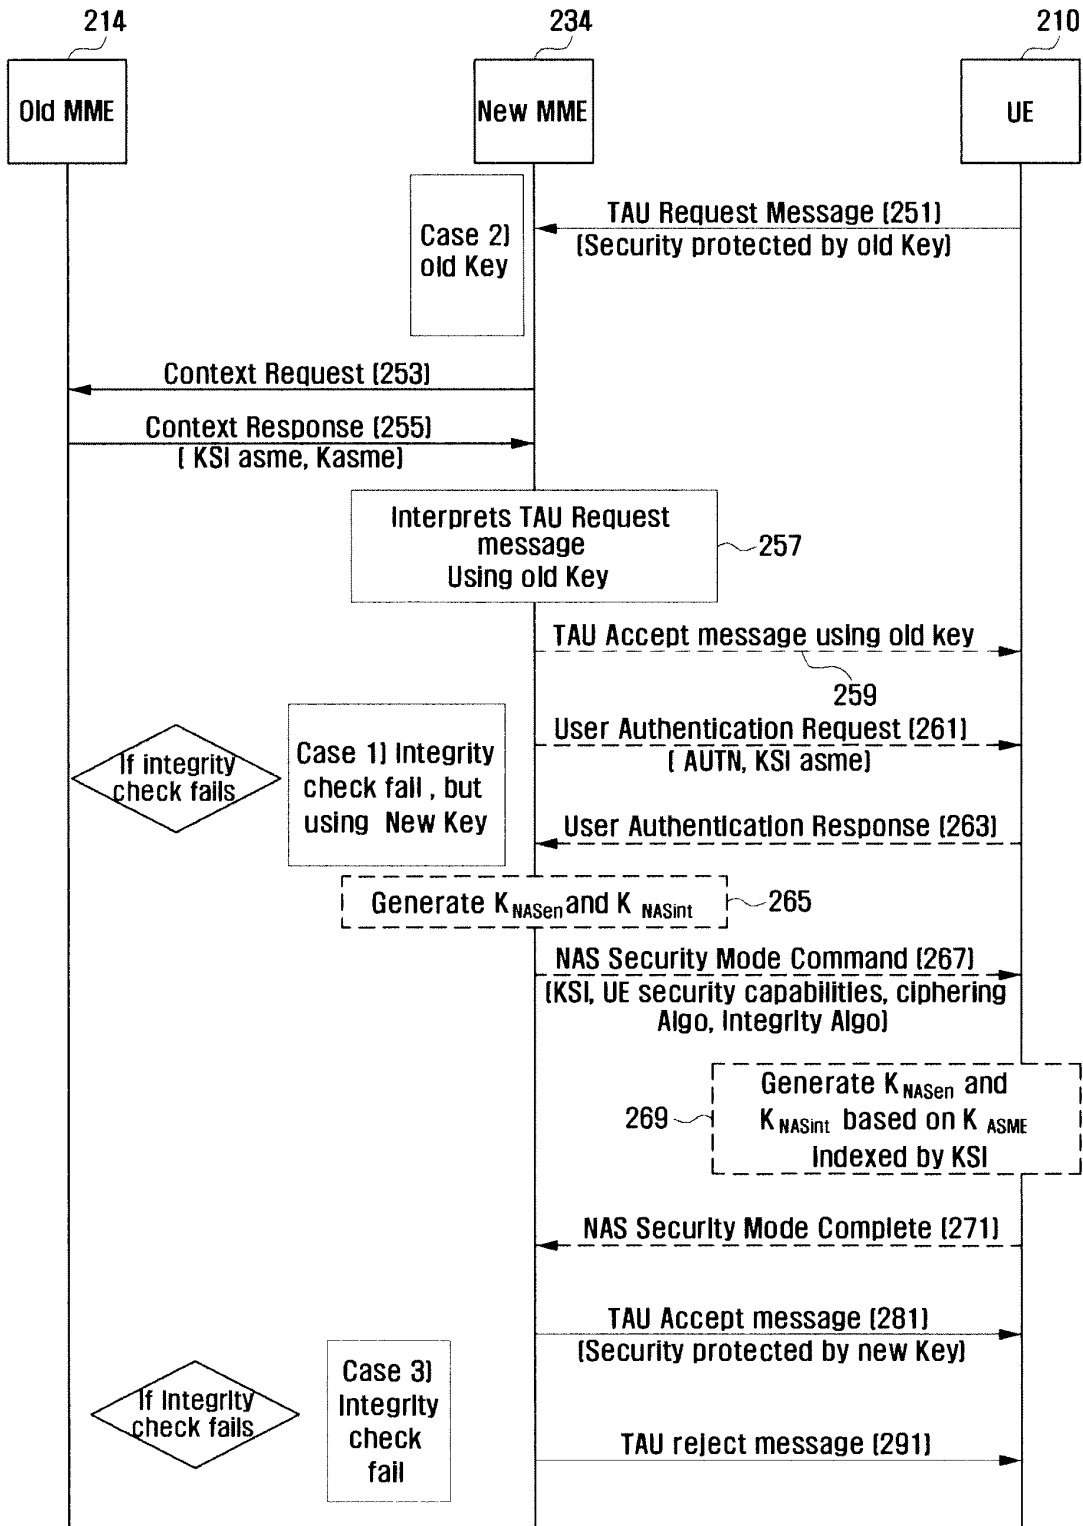 214
234
210
Old MME
New MME
UE
Case 2)
old Key
TAU Request Message (251)
(Security protected by old Key)
Context Request (253)
Context Response (255)
( KSI asme, Kasme)
Interprets TAU Request
message
Using old Key
257
TAU Accept message using old key
259
If integrity
check fails
Case 1) Integrity
check fail , but
using New Key
User Authentication Request (261)
( AUTN, KSI asme)
User Authentication Response (263)
Generate K NASen and K NASint
265
NAS Security Mode Command (267)
(KSI, UE security capabilities, ciphering
Algo, Integrity Algo)
Generate K NASen and
K NASint based on K ASME
Indexed by KSI
269
NAS Security Mode Complete (271)
TAU Accept message (281)
(Security protected by new Key)
If Integrity
check fails
Case 3)
Integrity
check
fail
TAU reject message (291)